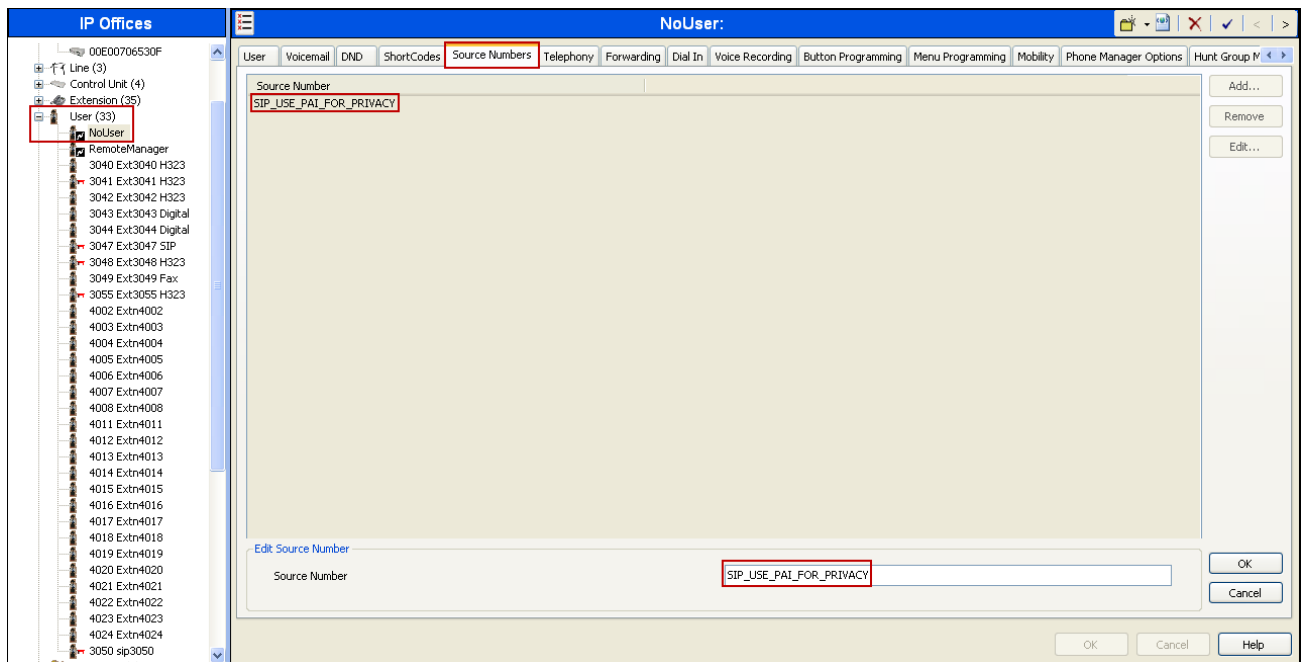 IP Offices
00E00706530F
Line (3)
Control Unit (4)
Extension (35)
User (33)
NoUser
RemoteManager
3040 Ext3040 H323
3041 Ext3041 H323
3042 Ext3042 H323
3043 Ext3043 Digital
3044 Ext3044 Digital
3047 Ext3047 SIP
3048 Ext3048 H323
3049 Ext3049 Fax
3055 Ext3055 H323
4002 Extn4002
4003 Extn4003
4004 Extn4004
4005 Extn4005
4006 Extn4006
4007 Extn4007
4008 Extn4008
4011 Extn4011
4012 Extn4012
4013 Extn4013
4014 Extn4014
4015 Extn4015
4016 Extn4016
4017 Extn4017
4018 Extn4018
4019 Extn4019
4020 Extn4020
4021 Extn4021
4022 Extn4022
4023 Extn4023
4024 Extn4024
3050 sip3050
NoUser:
User Voicemail DND ShortCodes Source Numbers Telephony Forwarding Dial In Voice Recording Button Programming Menu Programming Mobility Phone Manager Options Hunt Group M
Source Number
SIP_USE_PAI_FOR_PRIVACY
Add...
Remove
Edit...
Edit Source Number
Source Number SIP_USE_PAI_FOR_PRIVACY
OK
Cancel
OK Cancel Help